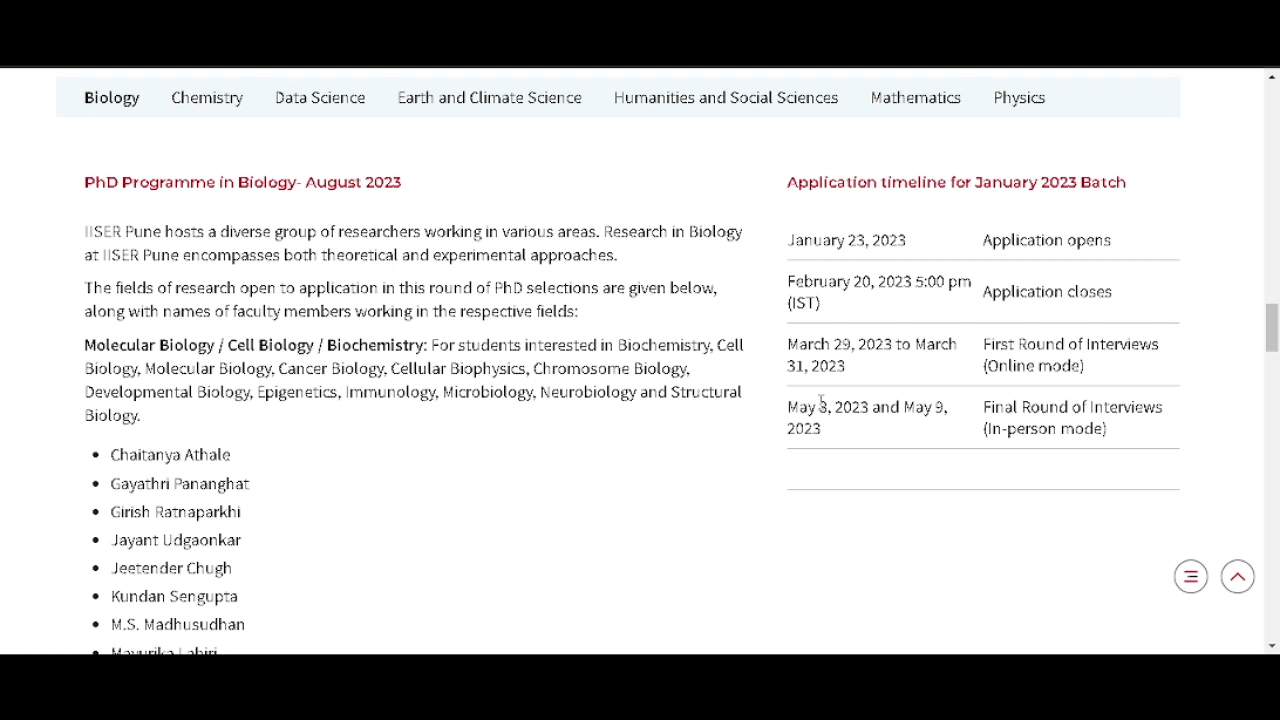 Biology Chemistry Data Science Earth and Climate Science Humanities and Social Sciences Mathematics Physics
PhD Programme in Biology- August 2023
IISER Pune hosts a diverse group of researchers working in various areas. Research in Biology
at IISER Pune encompasses both theoretical and experimental approaches.
The fields of research open to application in this round of PhD selections are given below,
along with names of faculty members working in the respective fields:
Molecular Biology / Cell Biology / Biochemistry: For students interested in Biochemistry, Cell
Biology, Molecular Biology, Cancer Biology, Cellular Biophysics, Chromosome Biology,
Developmental Biology, Epigenetics, Immunology, Microbiology, Neurobiology and Structural
Biology.
• Chaitanya Athale
• Gayathri Pananghat
• Girish Ratnaparkhi
• Jayant Udgaonkar
• Jeetender Chugh
• Kundan Sengupta
• M.S. Madhusudhan
• Mayurika Lahiri
Application timeline for January 2023 Batch
January 23, 2023 Application opens
February 20, 2023 5:00 pm
(IST)
Application closes
March 29, 2023 to March
31, 2023
First Round of Interviews
(Online mode)
May 8, 2023 and May 9,
2023
Final Round of Interviews
(In-person mode)